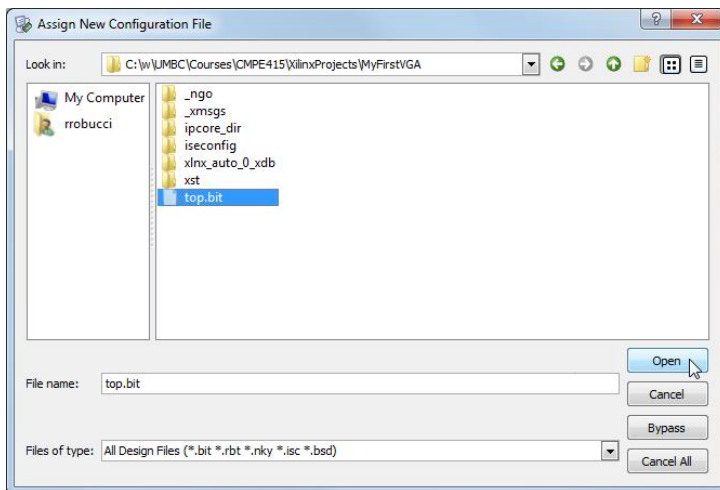 Assign New Configuration File
Look in: C:\w\UMBC\Courses\CMPE415\XilinxProjects\MyFirstVGA
My Computer
rrobucci
_ngo
_xmsgs
ipcore_dir
iseconfig
xlnx_auto_0_xdb
xst
top.bit
Open
File name: top.bit
Cancel
Bypass
Files of type: All Design Files (*.bit *.rbt *.nky *.isc *.bsd)
Cancel All